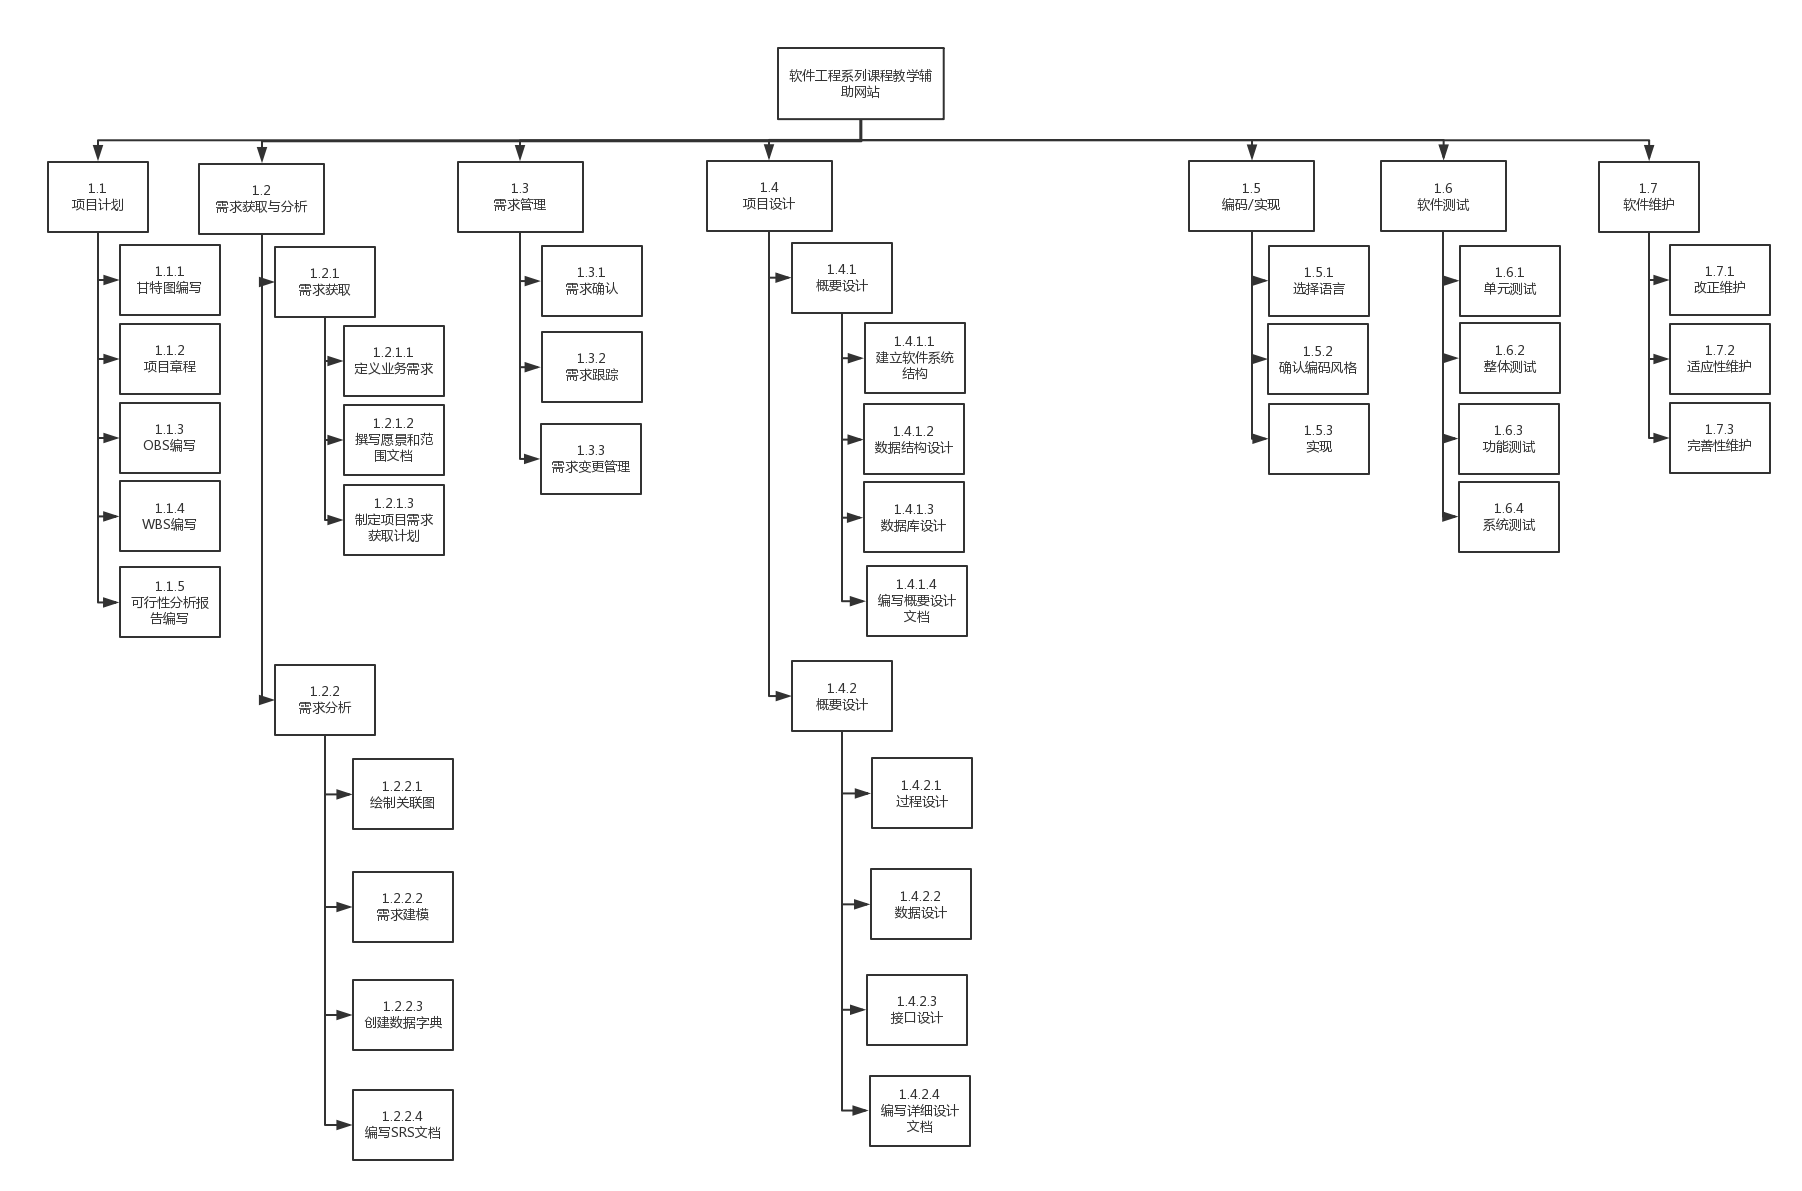 软件工程系列课程教学辅
助网站
1.1
项目计划
1.1.1
甘特图编写
1.1.2
项目章程
1.1.3
OBS编写
1.1.4
WBS编写
1.1.5
可行性分析报
告编写
1.2
需求获取与分析
1.2.1
需求获取
1.2.1.1
定义业务需求
1.2.1.2
撰写愿景和范
围文档
1.2.1.3
制定项目需求
获取计划
1.2.2
需求分析
1.2.2.1
绘制关联图
1.2.2.2
需求建模
1.2.2.3
创建数据字典
1.2.2.4
编写SRS文档
1.3
需求管理
1.3.1
需求确认
1.3.2
需求跟踪
1.3.3
需求变更管理
1.4
项目设计
1.4.1
概要设计
1.4.1.1
建立软件系统
结构
1.4.1.2
数据结构设计
1.4.1.3
数据库设计
1.4.1.4
编写概要设计
文档
1.4.2
概要设计
1.4.2.1
过程设计
1.4.2.2
数据设计
1.4.2.3
接口设计
1.4.2.4
编写详细设计
文档
1.5
编码/实现
1.5.1
选择语言
1.5.2
确认编码风格
1.5.3
实现
1.6
软件测试
1.6.1
单元测试
1.6.2
整体测试
1.6.3
功能测试
1.6.4
系统测试
1.7
软件维护
1.7.1
改正维护
1.7.2
适应性维护
1.7.3
完善性维护